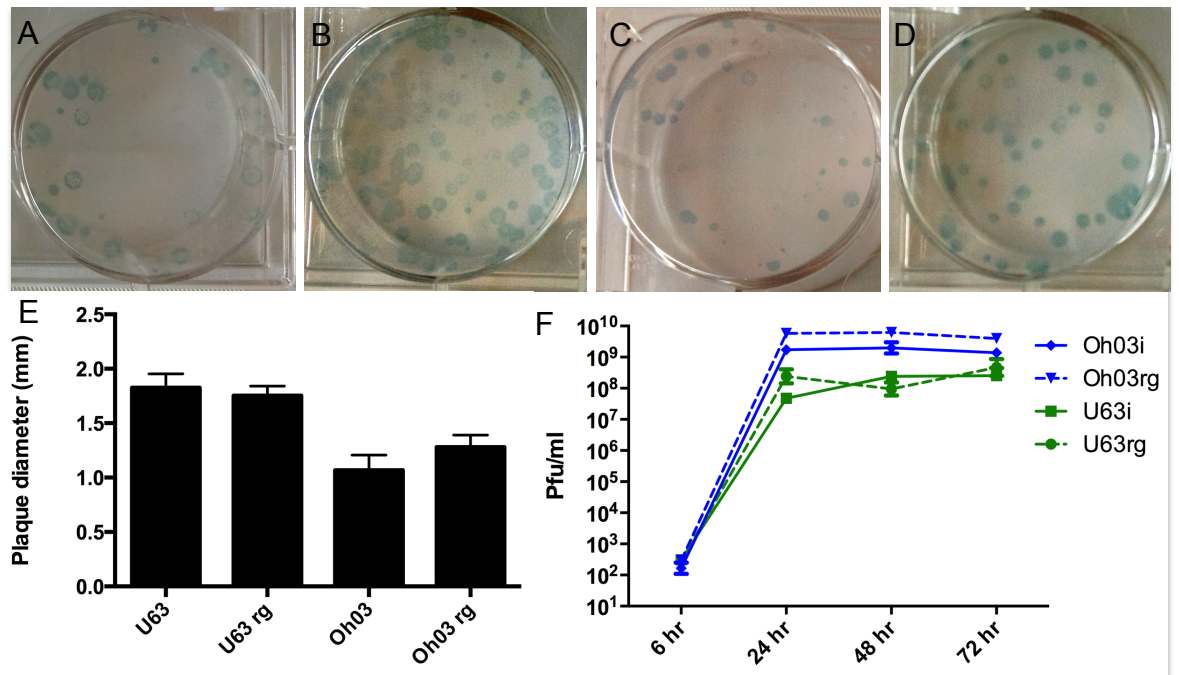 A
B
C
D
E
Plaque diameter (mm)
2.5
2.0
1.5
1.0
0.5
0.0
U63
U63 rg
Oh03
Oh03 rg
F
Pfu/ml
10^10
10^9
10^8
10^7
10^6
10^5
10^4
10^3
10^2
10^1
6 hr
24 hr
48 hr
72 hr
Oh03i
Oh03rg
U63i
U63rg